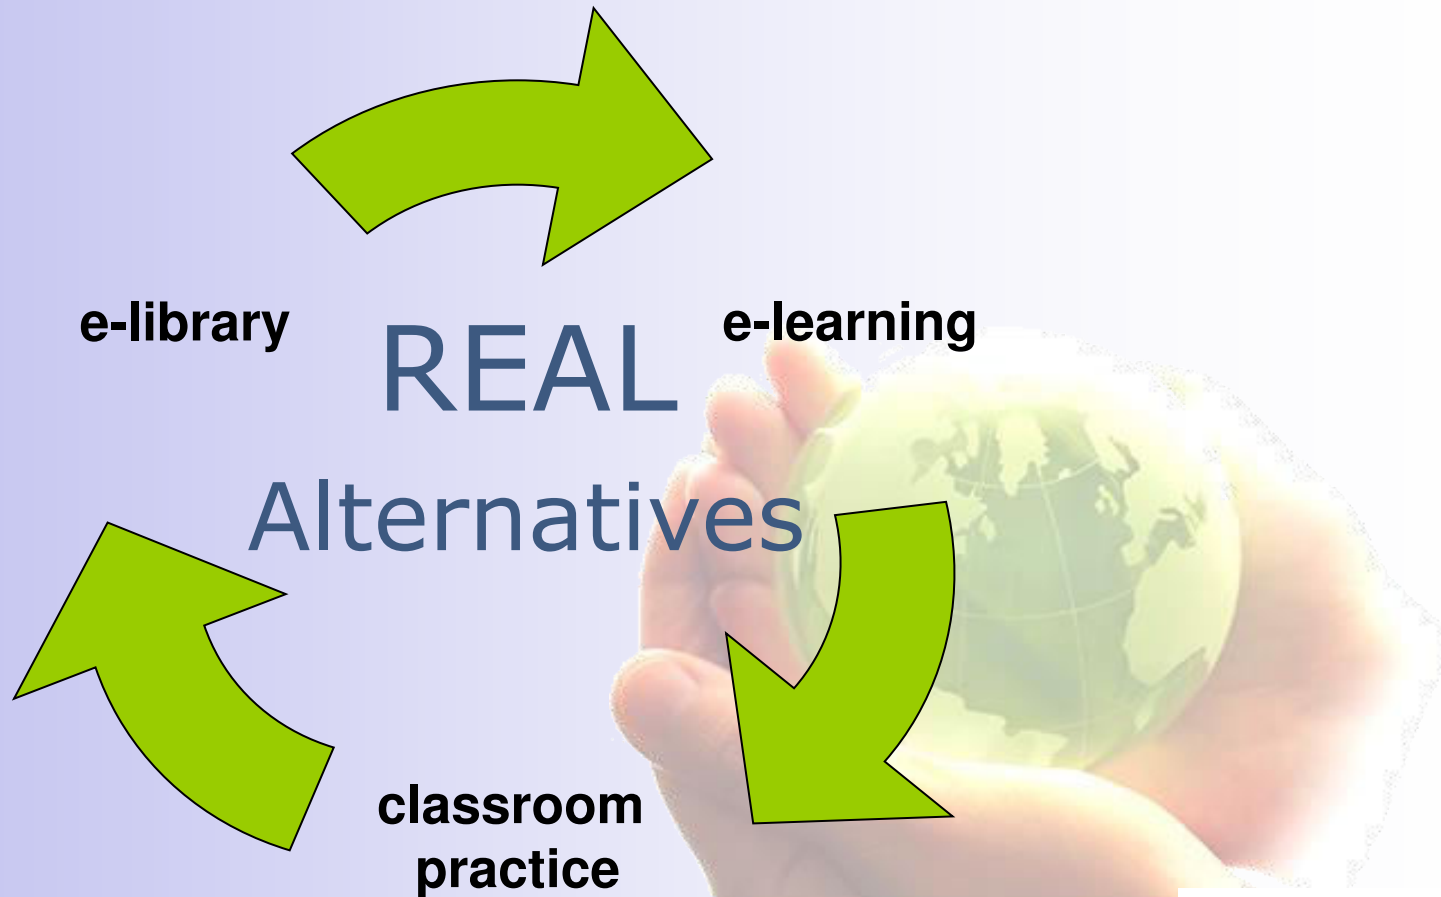 e-library
e-learning
REAL
Alternatives
classroom
practice